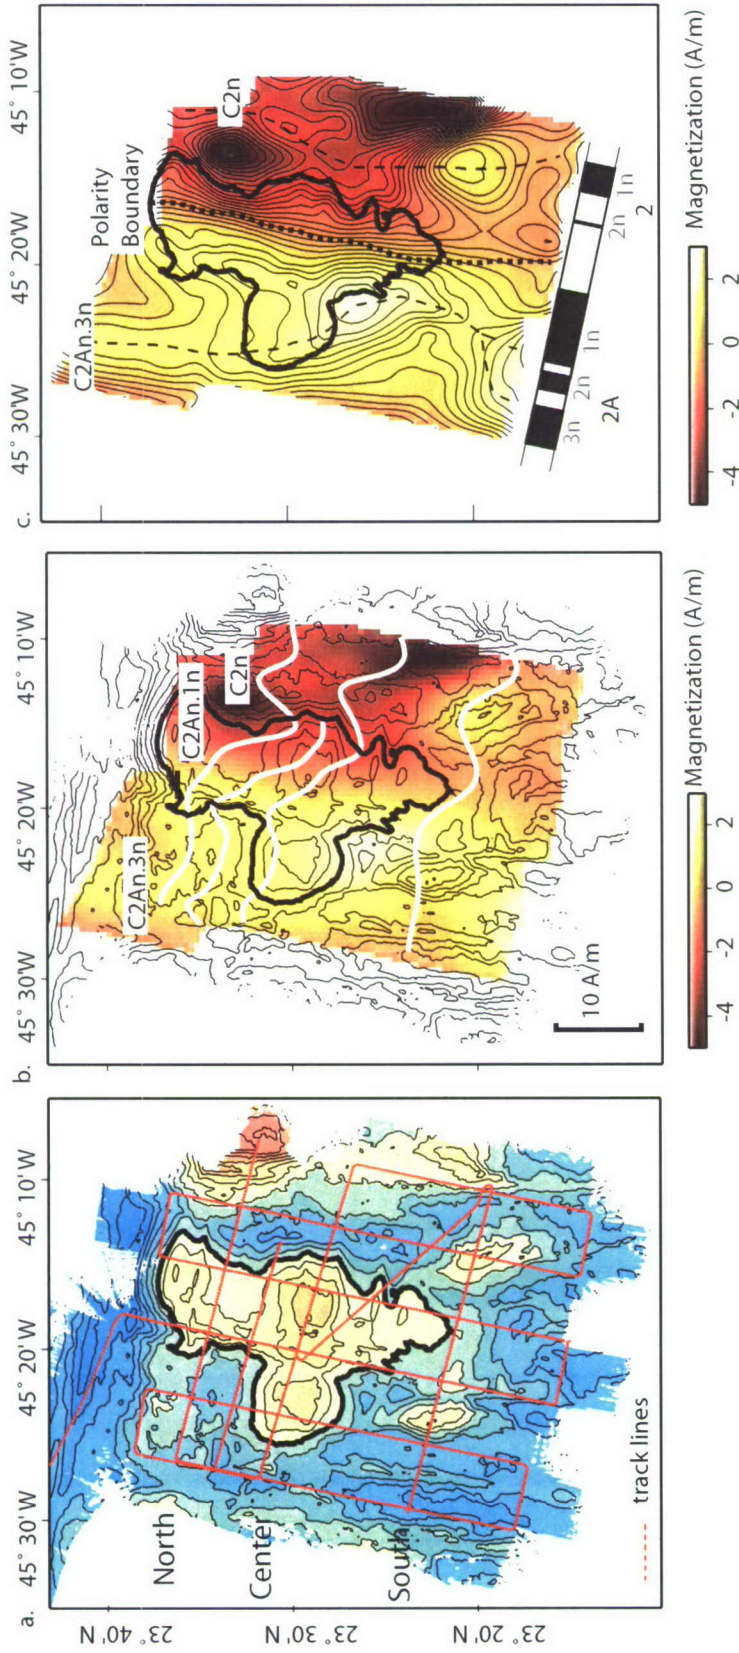 a.
45° 30'W
45° 20'W
45° 10'W
23° 40' N
23° 30' N
23° 20' N
North
Center
South
track lines
b.
45° 30'W
45° 20'W
45° 10'W
C2An.3n
C2An.1n
C2n
10 A/m
-4
-2
0
2
Magnetization (A/m)
c.
45° 30'W
45° 20'W
45° 10'W
C2An.3n
Polarity
Boundary
C2n
3n
2n
1n
2n
1n
2A
2
-4
-2
0
2
Magnetization (A/m)